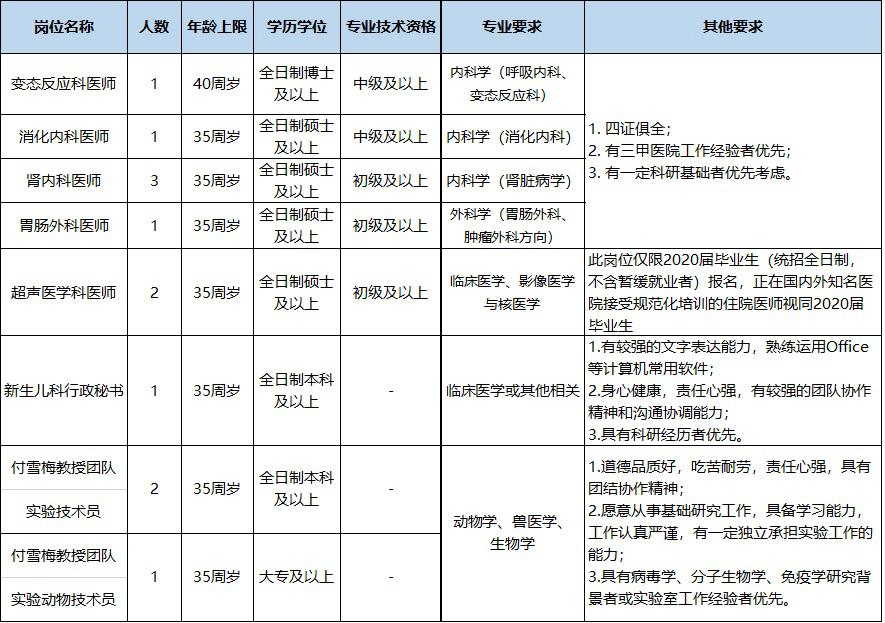 岗位名称
人数
年龄上限
学历学位
专业技术资格
专业要求
其他要求
变态反应科医师
1
40周岁
全日制博士
及以上
中级及以上
内科学（呼吸内科、
变态反应科）
1. 四证俱全；
2. 有三甲医院工作经验者优先；
3. 有一定科研基础者优先考虑。
消化内科医师
1
35周岁
全日制硕士
及以上
中级及以上
内科学（消化内科）
肾内科医师
3
35周岁
全日制硕士
及以上
初级及以上
内科学（肾脏病学）
胃肠外科医师
1
35周岁
全日制硕士
及以上
初级及以上
外科学（胃肠外科、
肿瘤外科方向）
超声医学科医师
2
35周岁
全日制硕士
及以上
初级及以上
临床医学、影像医学
与核医学
此岗位仅限2020届毕业生（统招全日制，
不含暂缓就业者）报名，正在国内外知名医
院接受规范化培训的住院医师视同2020届
毕业生
新生儿科行政秘书
1
35周岁
全日制本科
及以上
-
临床医学或其他相关
1.有较强的文字表达能力，熟练运用Office
等计算机常用软件；
2.身心健康，责任心强，有较强的团队协作
精神和沟通协调能力；
3.具有科研经历者优先。
付雪梅教授团队
实验技术员
2
35周岁
全日制本科
及以上
-
动物学、兽医学、
生物学
1.道德品质好，吃苦耐劳，责任心强，具有
团结协作精神；
2.愿意从事基础研究工作，具备学习能力，
工作认真严谨，有一定独立承担实验工作的
能力；
3.具有病毒学、分子生物学、免疫学研究背
景者或实验室工作经验者优先。
付雪梅教授团队
实验动物技术员
1
35周岁
大专及以上
-